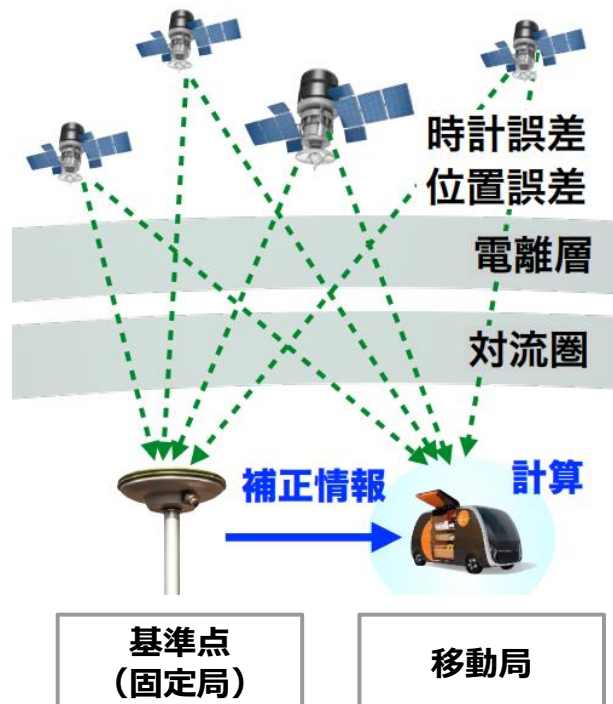 時計誤差
位置誤差
電離層
対流圏
補正情報
計算
基準点
（固定局）
移動局